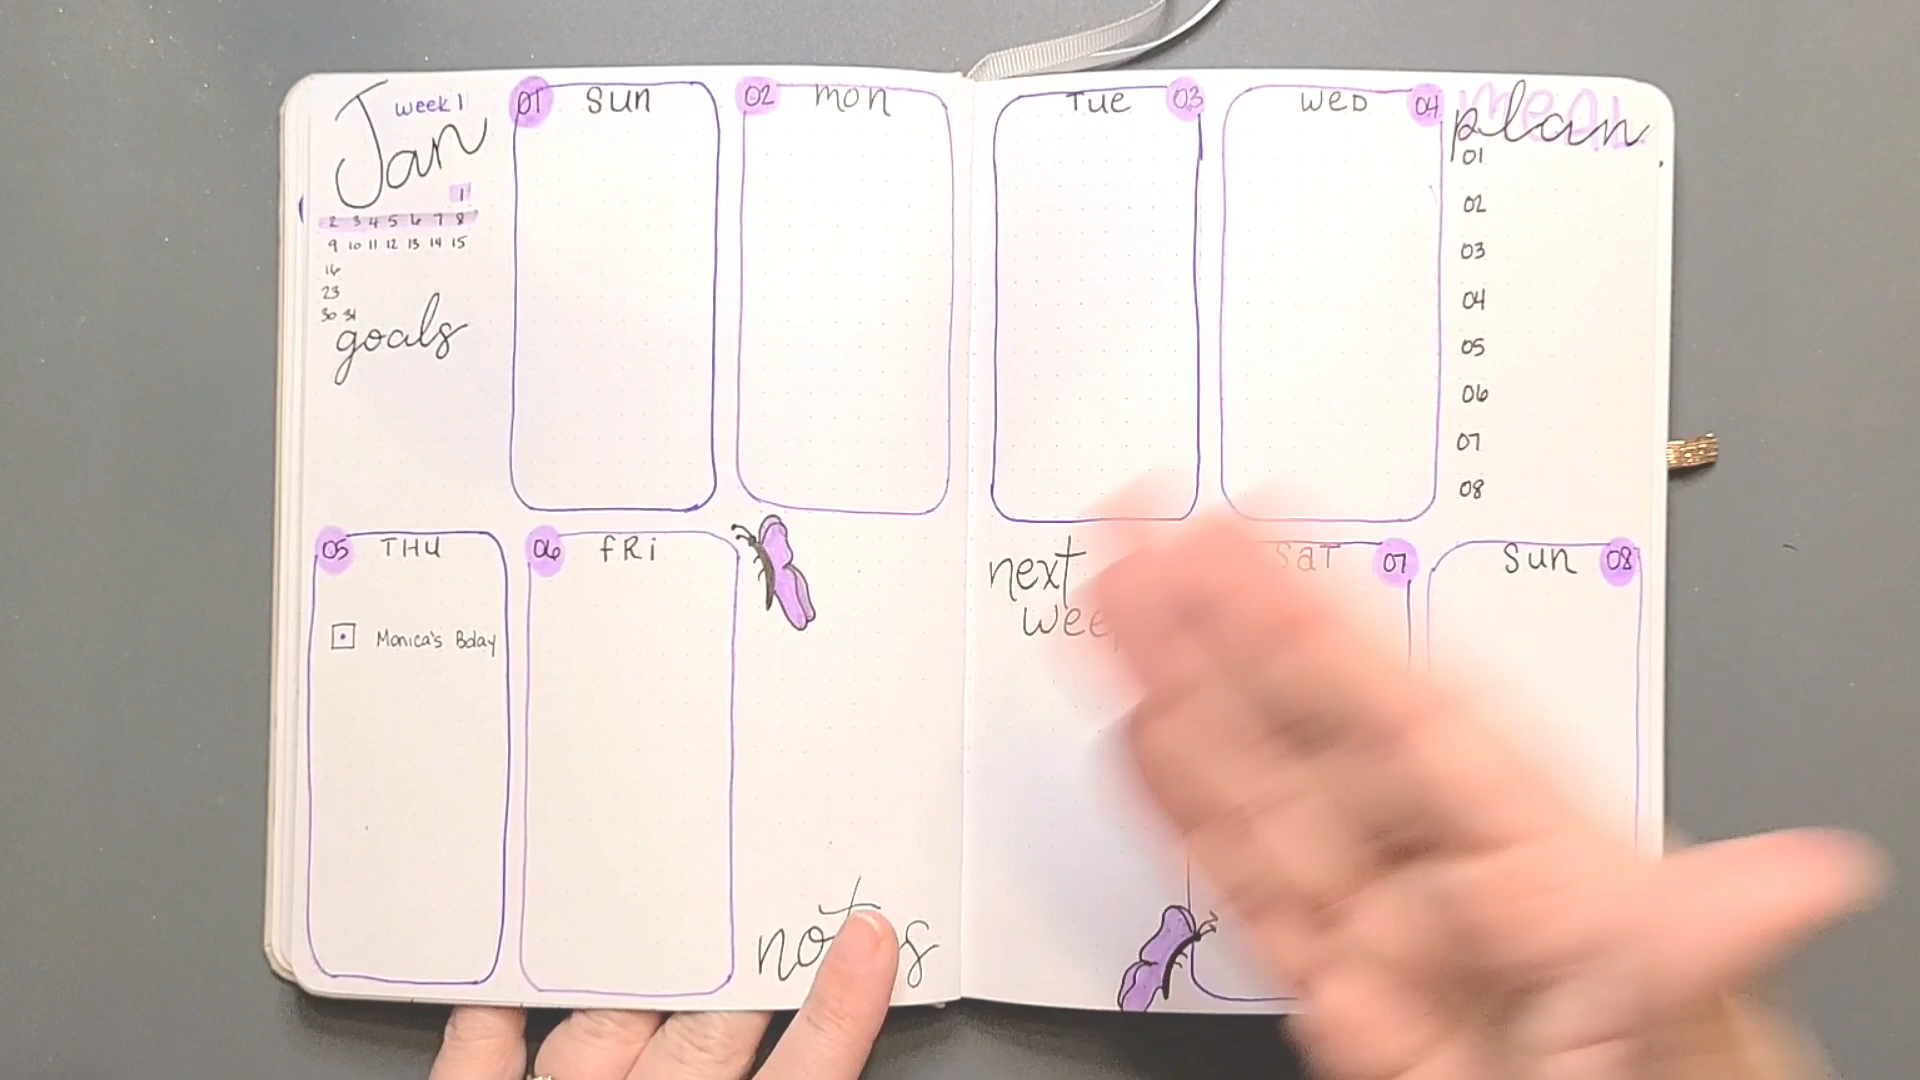 Jan
week 1
1
2 3 4 5 6 7 8
9 10 11 12 13 14 15
16
23
30 31
goals
01 Sun
02 mon
Tue 03
WeD 04
meal
plan
01
02
03
04
05
06
07
08
05 THu
Monica's Bday
06 fRi
notes
next
wee
SaT 07
Sun 08